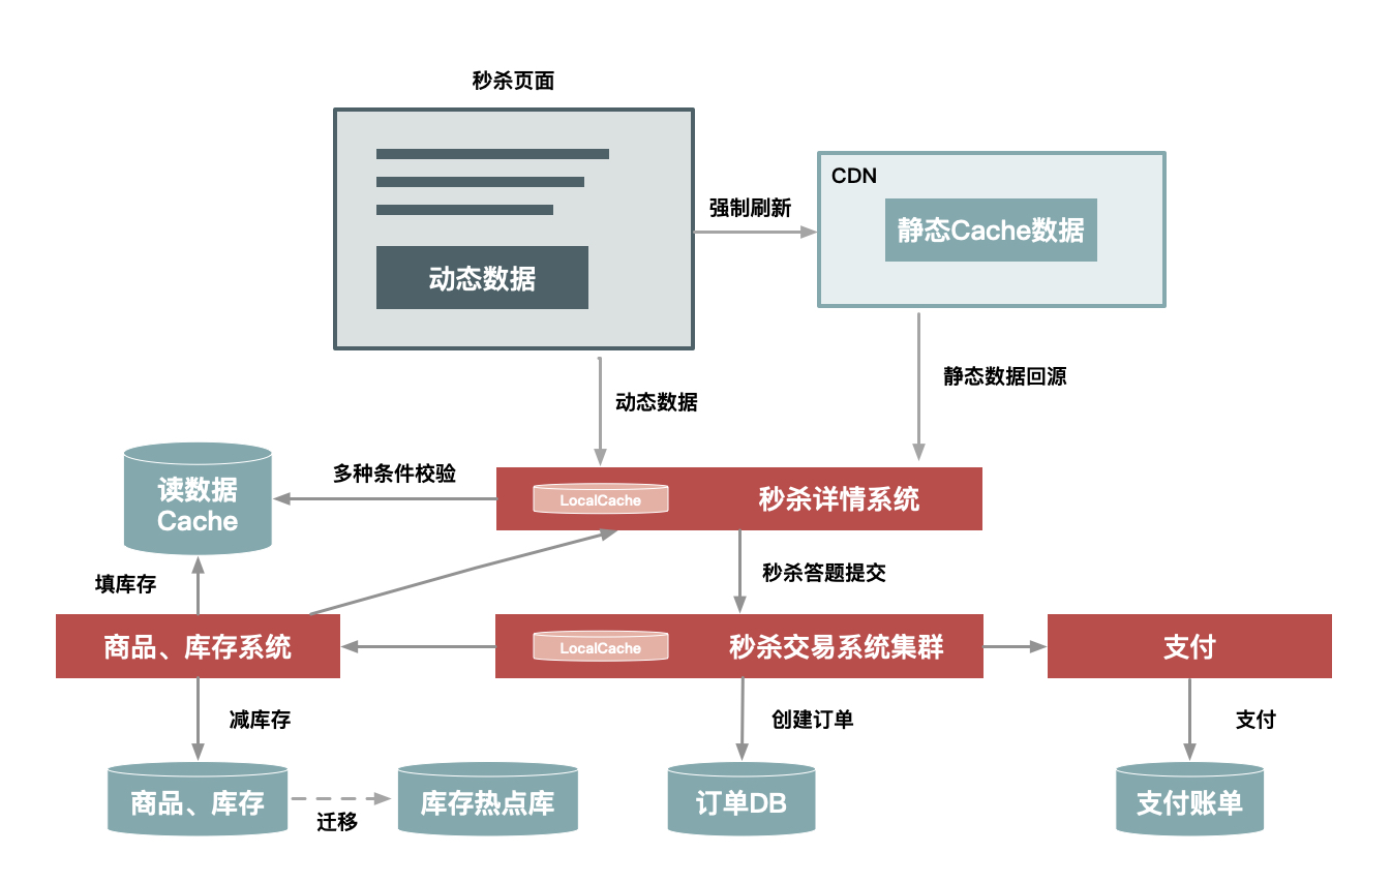 秒杀页面
CDN
强制刷新
静态Cache数据
动态数据
静态数据回源
动态数据
多种条件校验
读数据
Cache
LocalCache
秒杀详情系统
填库存
秒杀答题提交
商品、库存系统
LocalCache
秒杀交易系统集群
支付
减库存
创建订单
支付
商品、库存
迁移
库存热点库
订单DB
支付账单